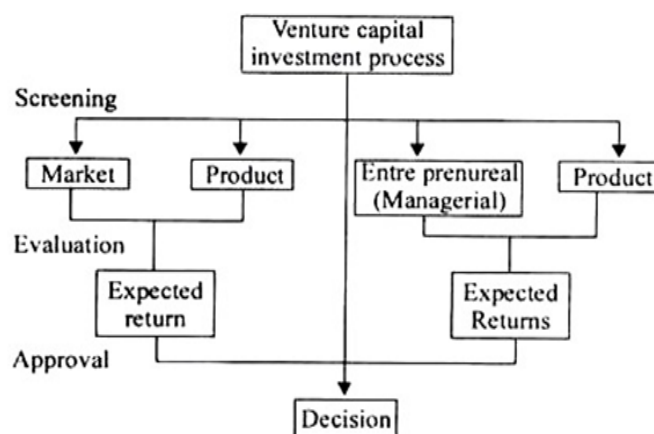 Venture capital
investment process
Screening
Market
Product
Entre prenureal
(Managerial)
Product
Evaluation
Expected
return
Expected
Returns
Approval
Decision